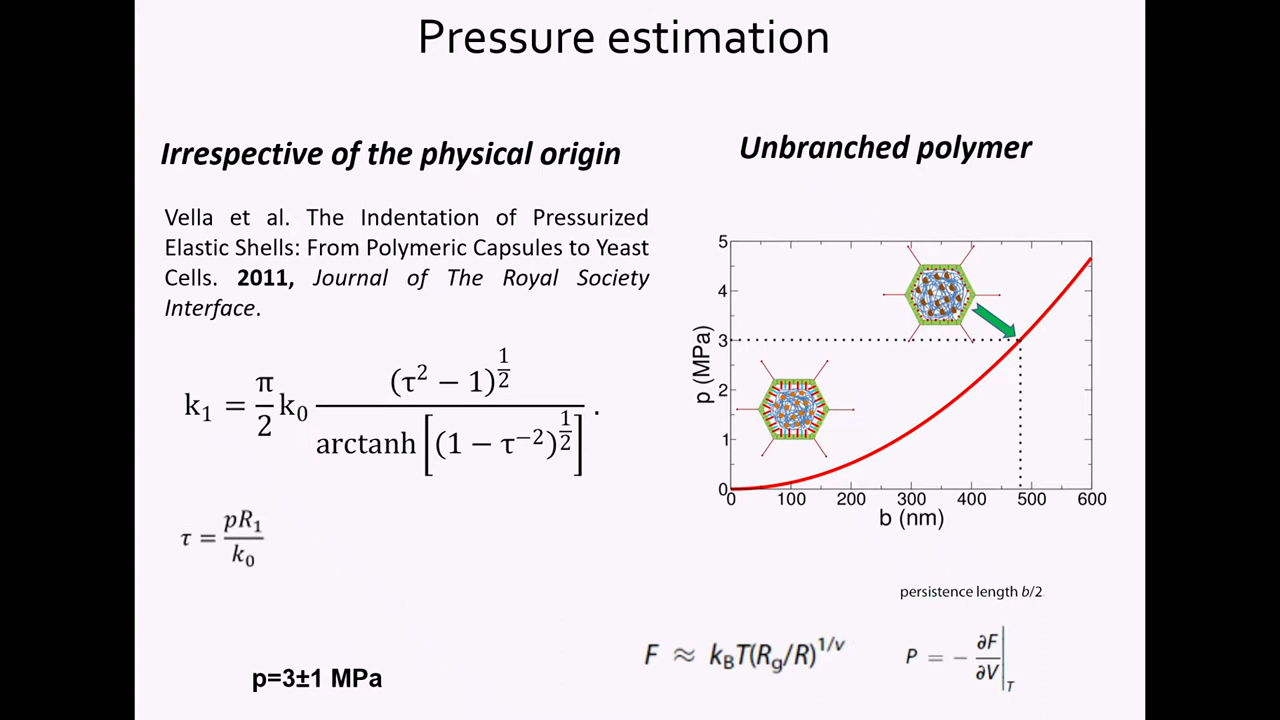 Pressure estimation
Irrespective of the physical origin
Vella et al. The Indentation of Pressurized
Elastic Shells: From Polymeric Capsules to Yeast
Cells. 2011, Journal of The Royal Society
Interface.
k₁ = π/2 k₀ (τ² − 1)^(1/2) / arctanh[(1 − τ⁻²)^(1/2)] .
τ = pR₁/k₀
p=3±1 MPa
Unbranched polymer
5
4
3
2
1
0
p (MPa)
0 100 200 300 400 500 600
b (nm)
persistence length b/2
F ≈ k_BT(R_g/R)^(1/ν) P = − ∂F/∂V|_T